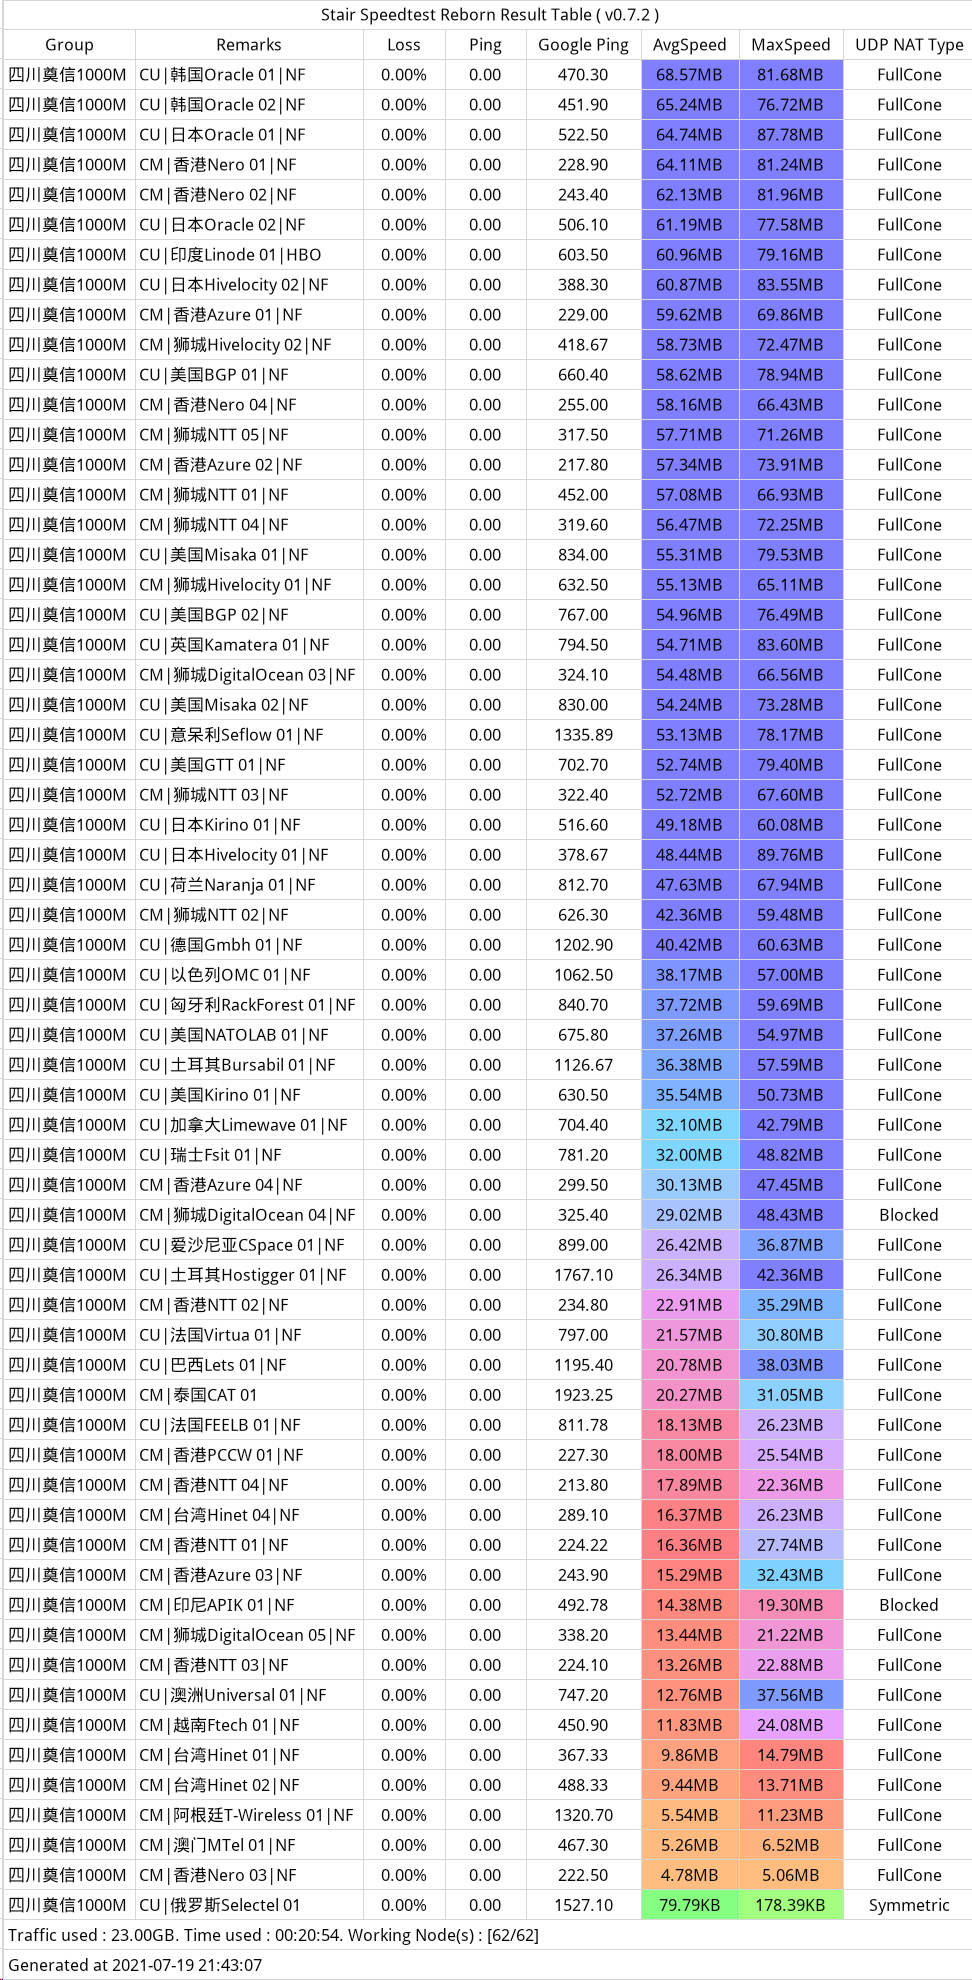 Stair Speedtest Reborn Result Table ( v0.7.2 )
Group Remarks Loss Ping Google Ping AvgSpeed MaxSpeed UDP NAT Type
四川奠信1000M CU|韩国Oracle 01|NF 0.00% 0.00 470.30 68.57MB 81.68MB FullCone
四川奠信1000M CU|韩国Oracle 02|NF 0.00% 0.00 451.90 65.24MB 76.72MB FullCone
四川奠信1000M CU|日本Oracle 01|NF 0.00% 0.00 522.50 64.74MB 87.78MB FullCone
四川奠信1000M CM|香港Nero 01|NF 0.00% 0.00 228.90 64.11MB 81.24MB FullCone
四川奠信1000M CM|香港Nero 02|NF 0.00% 0.00 243.40 62.13MB 81.96MB FullCone
四川奠信1000M CU|日本Oracle 02|NF 0.00% 0.00 506.10 61.19MB 77.58MB FullCone
四川奠信1000M CU|印度Linode 01|HBO 0.00% 0.00 603.50 60.96MB 79.16MB FullCone
四川奠信1000M CU|日本Hivelocity 02|NF 0.00% 0.00 388.30 60.87MB 83.55MB FullCone
四川奠信1000M CM|香港Azure 01|NF 0.00% 0.00 229.00 59.62MB 69.86MB FullCone
四川奠信1000M CM|狮城Hivelocity 02|NF 0.00% 0.00 418.67 58.73MB 72.47MB FullCone
四川奠信1000M CU|美国BGP 01|NF 0.00% 0.00 660.40 58.62MB 78.94MB FullCone
四川奠信1000M CM|香港Nero 04|NF 0.00% 0.00 255.00 58.16MB 66.43MB FullCone
四川奠信1000M CM|狮城NTT 05|NF 0.00% 0.00 317.50 57.71MB 71.26MB FullCone
四川奠信1000M CM|香港Azure 02|NF 0.00% 0.00 217.80 57.34MB 73.91MB FullCone
四川奠信1000M CM|狮城NTT 01|NF 0.00% 0.00 452.00 57.08MB 66.93MB FullCone
四川奠信1000M CM|狮城NTT 04|NF 0.00% 0.00 319.60 56.47MB 72.25MB FullCone
四川奠信1000M CU|美国Misaka 01|NF 0.00% 0.00 834.00 55.31MB 79.53MB FullCone
四川奠信1000M CM|狮城Hivelocity 01|NF 0.00% 0.00 632.50 55.13MB 65.11MB FullCone
四川奠信1000M CU|美国BGP 02|NF 0.00% 0.00 767.00 54.96MB 76.49MB FullCone
四川奠信1000M CU|英国Kamatera 01|NF 0.00% 0.00 794.50 54.71MB 83.60MB FullCone
四川奠信1000M CM|狮城DigitalOcean 03|NF 0.00% 0.00 324.10 54.48MB 66.56MB FullCone
四川奠信1000M CU|美国Misaka 02|NF 0.00% 0.00 830.00 54.24MB 73.28MB FullCone
四川奠信1000M CU|意呆利Seflow 01|NF 0.00% 0.00 1335.89 53.13MB 78.17MB FullCone
四川奠信1000M CU|美国GTT 01|NF 0.00% 0.00 702.70 52.74MB 79.40MB FullCone
四川奠信1000M CM|狮城NTT 03|NF 0.00% 0.00 322.40 52.72MB 67.60MB FullCone
四川奠信1000M CU|日本Kirino 01|NF 0.00% 0.00 516.60 49.18MB 60.08MB FullCone
四川奠信1000M CU|日本Hivelocity 01|NF 0.00% 0.00 378.67 48.44MB 89.76MB FullCone
四川奠信1000M CU|荷兰Naranja 01|NF 0.00% 0.00 812.70 47.63MB 67.94MB FullCone
四川奠信1000M CM|狮城NTT 02|NF 0.00% 0.00 626.30 42.36MB 59.48MB FullCone
四川奠信1000M CU|德国Gmbh 01|NF 0.00% 0.00 1202.90 40.42MB 60.63MB FullCone
四川奠信1000M CU|以色列OMC 01|NF 0.00% 0.00 1062.50 38.17MB 57.00MB FullCone
四川奠信1000M CU|匈牙利RackForest 01|NF 0.00% 0.00 840.70 37.72MB 59.69MB FullCone
四川奠信1000M CU|美国NATOLAB 01|NF 0.00% 0.00 675.80 37.26MB 54.97MB FullCone
四川奠信1000M CU|土耳其Bursabil 01|NF 0.00% 0.00 1126.67 36.38MB 57.59MB FullCone
四川奠信1000M CU|美国Kirino 01|NF 0.00% 0.00 630.50 35.54MB 50.73MB FullCone
四川奠信1000M CU|加拿大Limewave 01|NF 0.00% 0.00 704.40 32.10MB 42.79MB FullCone
四川奠信1000M CU|瑞士Fsit 01|NF 0.00% 0.00 781.20 32.00MB 48.82MB FullCone
四川奠信1000M CM|香港Azure 04|NF 0.00% 0.00 299.50 30.13MB 47.45MB FullCone
四川奠信1000M CM|狮城DigitalOcean 04|NF 0.00% 0.00 325.40 29.02MB 48.43MB Blocked
四川奠信1000M CU|爱沙尼亚CSpace 01|NF 0.00% 0.00 899.00 26.42MB 36.87MB FullCone
四川奠信1000M CU|土耳其Hostigger 01|NF 0.00% 0.00 1767.10 26.34MB 42.36MB FullCone
四川奠信1000M CM|香港NTT 02|NF 0.00% 0.00 234.80 22.91MB 35.29MB FullCone
四川奠信1000M CU|法国Virtua 01|NF 0.00% 0.00 797.00 21.57MB 30.80MB FullCone
四川奠信1000M CU|巴西Lets 01|NF 0.00% 0.00 1195.40 20.78MB 38.03MB FullCone
四川奠信1000M CM|泰国CAT 01 0.00% 0.00 1923.25 20.27MB 31.05MB FullCone
四川奠信1000M CU|法国FEELB 01|NF 0.00% 0.00 811.78 18.13MB 26.23MB FullCone
四川奠信1000M CM|香港PCCW 01|NF 0.00% 0.00 227.30 18.00MB 25.54MB FullCone
四川奠信1000M CM|香港NTT 04|NF 0.00% 0.00 213.80 17.89MB 22.36MB FullCone
四川奠信1000M CM|台湾Hinet 04|NF 0.00% 0.00 289.10 16.37MB 26.23MB FullCone
四川奠信1000M CM|香港NTT 01|NF 0.00% 0.00 224.22 16.36MB 27.74MB FullCone
四川奠信1000M CM|香港Azure 03|NF 0.00% 0.00 243.90 15.29MB 32.43MB FullCone
四川奠信1000M CM|印尼APIK 01|NF 0.00% 0.00 492.78 14.38MB 19.30MB Blocked
四川奠信1000M CM|狮城DigitalOcean 05|NF 0.00% 0.00 338.20 13.44MB 21.22MB FullCone
四川奠信1000M CM|香港NTT 03|NF 0.00% 0.00 224.10 13.26MB 22.88MB FullCone
四川奠信1000M CU|澳洲Universal 01|NF 0.00% 0.00 747.20 12.76MB 37.56MB FullCone
四川奠信1000M CM|越南Ftech 01|NF 0.00% 0.00 450.90 11.83MB 24.08MB FullCone
四川奠信1000M CM|台湾Hinet 01|NF 0.00% 0.00 367.33 9.86MB 14.79MB FullCone
四川奠信1000M CM|台湾Hinet 02|NF 0.00% 0.00 488.33 9.44MB 13.71MB FullCone
四川奠信1000M CM|阿根廷T-Wireless 01|NF 0.00% 0.00 1320.70 5.54MB 11.23MB FullCone
四川奠信1000M CM|澳门MTel 01|NF 0.00% 0.00 467.30 5.26MB 6.52MB FullCone
四川奠信1000M CM|香港Nero 03|NF 0.00% 0.00 222.50 4.78MB 5.06MB FullCone
四川奠信1000M CU|俄罗斯Selectel 01 0.00% 0.00 1527.10 79.79KB 178.39KB Symmetric
Traffic used : 23.00GB. Time used : 00:20:54. Working Node(s) : [62/62]
Generated at 2021-07-19 21:43:07